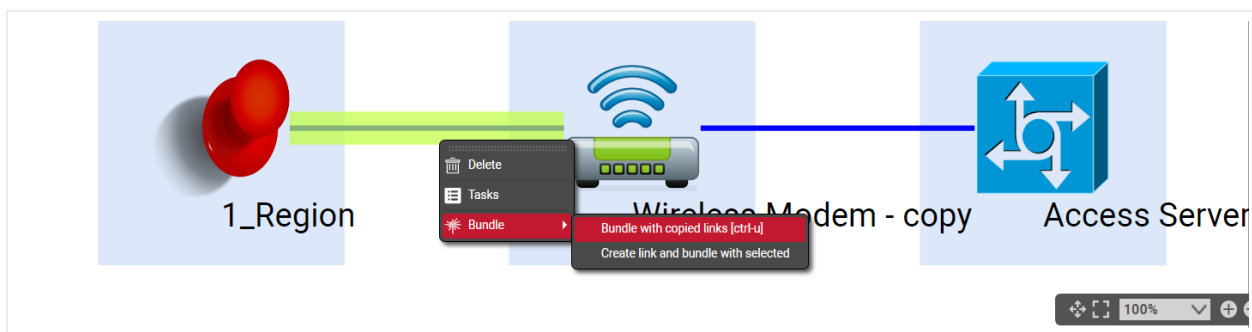 Delete
Tasks
Bundle
Bundle with copied links [ctrl-u]
Create link and bundle with selected
1_Region
Wireless Modem - copy
Access Server
100%